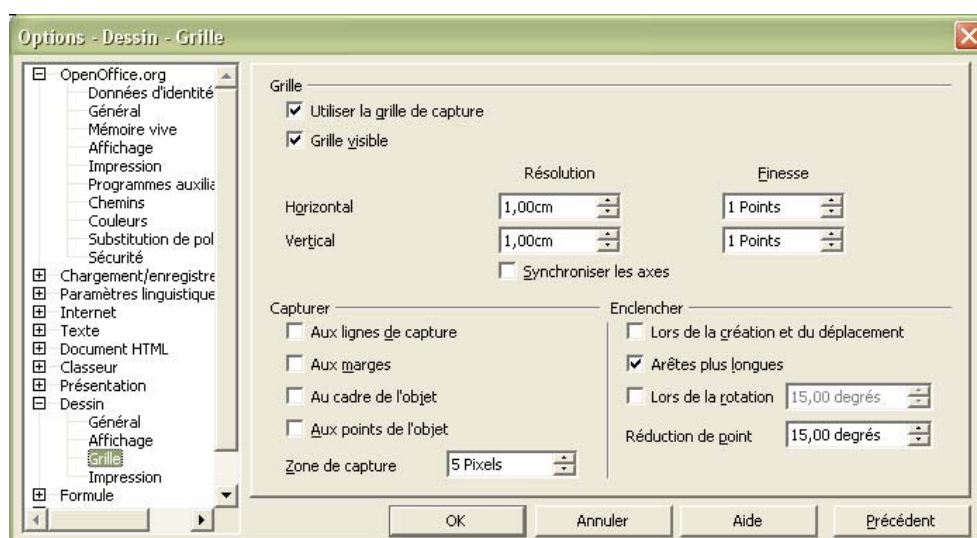 Options - Dessin - Grille
OpenOffice.org
Données d'identité
Général
Mémoire vive
Affichage
Impression
Programmes auxilia
Chemins
Couleurs
Substitution de pol
Sécurité
Chargement/enregistre
Paramètres linguistique
Internet
Texte
Document HTML
Classeur
Présentation
Dessin
Général
Affichage
Grille
Impression
Formule
Grille
Utiliser la grille de capture
Grille visible
Résolution Finesse
Horizontal 1,00cm 1 Points
Vertical 1,00cm 1 Points
Synchroniser les axes
Capturer
Aux lignes de capture
Aux marges
Au cadre de l'objet
Aux points de l'objet
Zone de capture 5 Pixels
Enclencher
Lors de la création et du déplacement
Arêtes plus longues
Lors de la rotation 15,00 degrés
Réduction de point 15,00 degrés
OK Annuler Aide Précédent